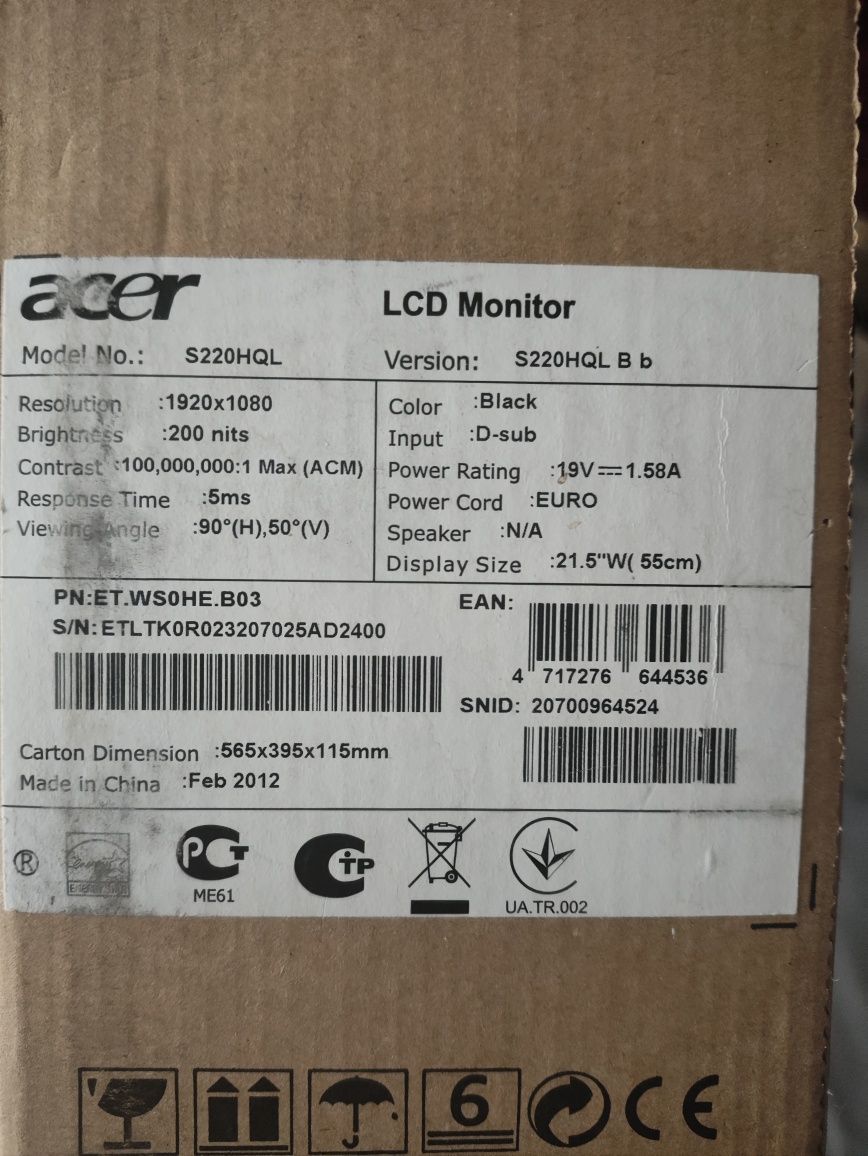 acer
LCD Monitor
Model No.: S220HQL
Version: S220HQL B b
Resolution :1920x1080
Brightness :200 nits
Contrast :100,000,000:1 Max (ACM)
Response Time :5ms
Viewing Angle :90°(H),50°(V)
Color :Black
Input :D-sub
Power Rating :19V⎓1.58A
Power Cord :EURO
Speaker :N/A
Display Size :21.5"W( 55cm)
PN:ET.WS0HE.B03
S/N:ETLTK0R023207025AD2400
EAN:
4 717276 644536
SNID: 20700964524
Carton Dimension :565x395x115mm
Made in China :Feb 2012
®
PCT
ME61
CTP
UA.TR.002
6
CE